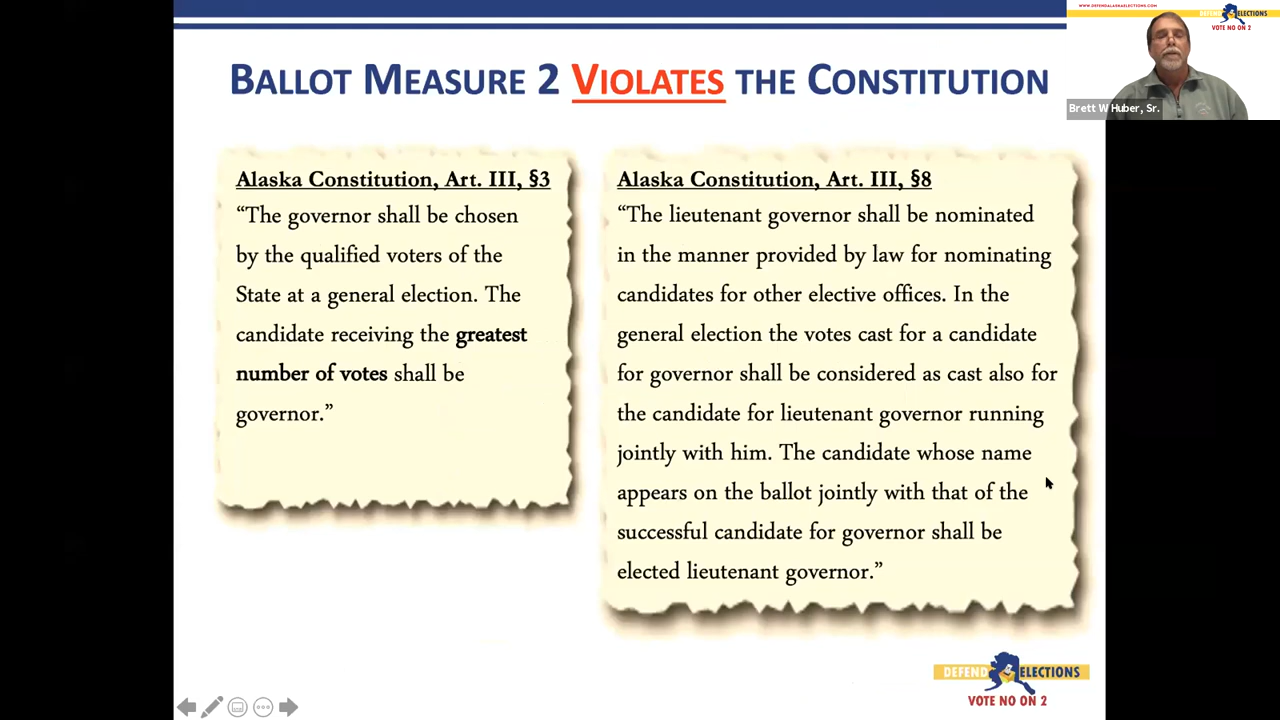 WWW.DEFENDALASKAELECTIONS.COM
DEFEND ELECTIONS
VOTE NO ON 2
Brett W Huber, Sr.
BALLOT MEASURE 2 VIOLATES THE CONSTITUTION
Alaska Constitution, Art. III, §3
“The governor shall be chosen
by the qualified voters of the
State at a general election. The
candidate receiving the greatest
number of votes shall be
governor.”
Alaska Constitution, Art. III, §8
“The lieutenant governor shall be nominated
in the manner provided by law for nominating
candidates for other elective offices. In the
general election the votes cast for a candidate
for governor shall be considered as cast also for
the candidate for lieutenant governor running
jointly with him. The candidate whose name
appears on the ballot jointly with that of the
successful candidate for governor shall be
elected lieutenant governor.”
DEFEND ELECTIONS
VOTE NO ON 2